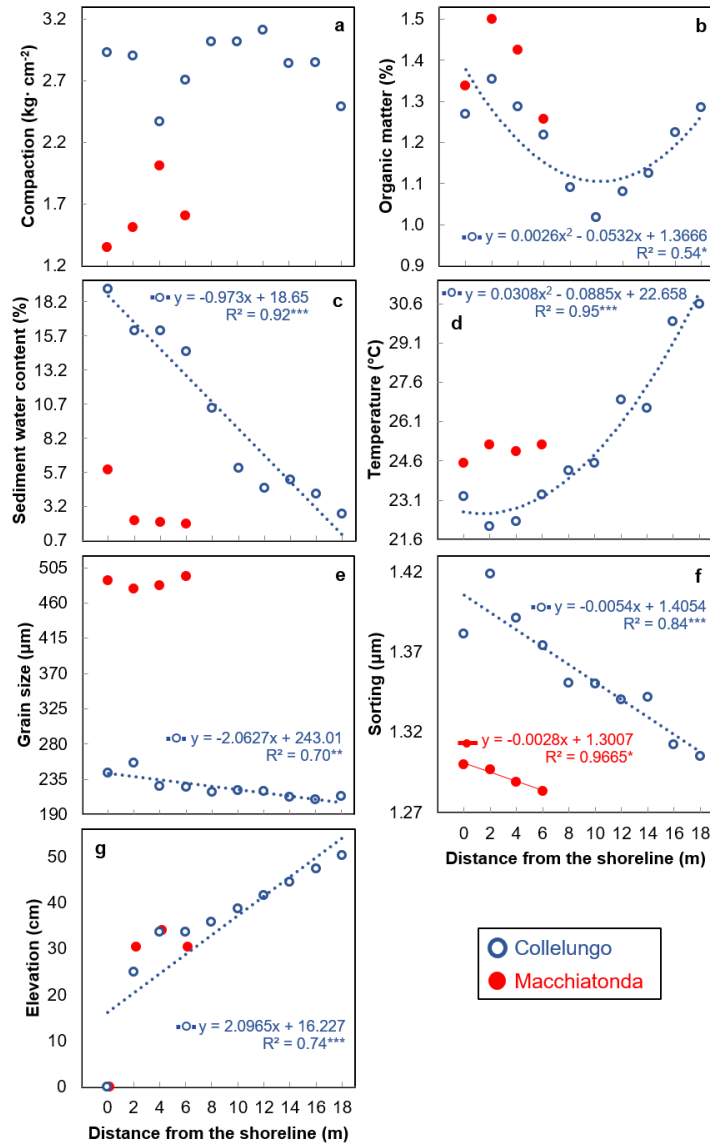 a
Compaction (kg· cm-2)
3.2
2.7
2.2
1.7
1.2
b
Organic matter (%)
1.5
1.4
1.3
1.2
1.1
1.0
0.9
y = 0.0026x2 - 0.0532x + 1.3666
R² = 0.54*
c
Sediment water content (%)
18.2
15.7
13.2
10.7
8.2
5.7
3.2
0.7
y = -0.973x + 18.65
R² = 0.92***
d
Temperature (°C)
30.6
29.1
27.6
26.1
24.6
23.1
21.6
y = 0.0308x2 - 0.0885x + 22.658
R² = 0.95***
e
Grain size (µm)
505
460
415
370
325
280
235
190
y = -2.0627x + 243.01
R² = 0.70**
f
Sorting (µm)
1.42
1.37
1.32
1.27
y = -0.0054x + 1.4054
R² = 0.84***
y = -0.0028x + 1.3007
R² = 0.9665*
0 2 4 6 8 10 12 14 16 18
Distance from the shoreline (m)
g
Elevation (cm)
50
40
30
20
10
0
y = 2.0965x + 16.227
R² = 0.74***
0 2 4 6 8 10 12 14 16 18
Distance from the shoreline (m)
Collelungo
Macchiatonda